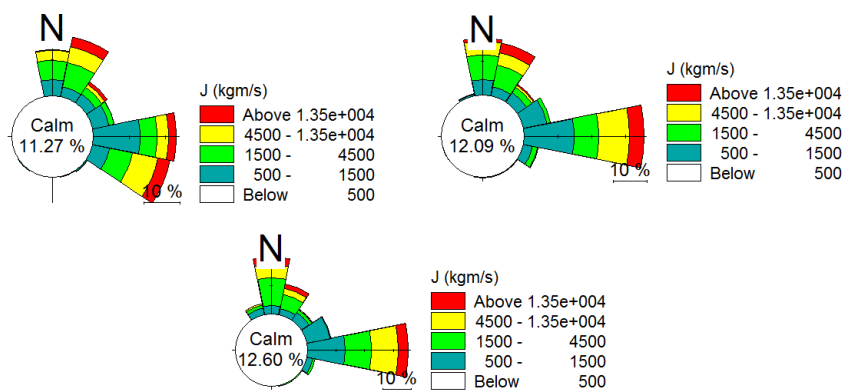 N
Calm
11.27 %
10 %
J (kgm/s)
Above 1.35e+004
4500 - 1.35e+004
1500 - 4500
500 - 1500
Below 500
N
Calm
12.09 %
10 %
J (kgm/s)
Above 1.35e+004
4500 - 1.35e+004
1500 - 4500
500 - 1500
Below 500
N
Calm
12.60 %
10 %
J (kgm/s)
Above 1.35e+004
4500 - 1.35e+004
1500 - 4500
500 - 1500
Below 500